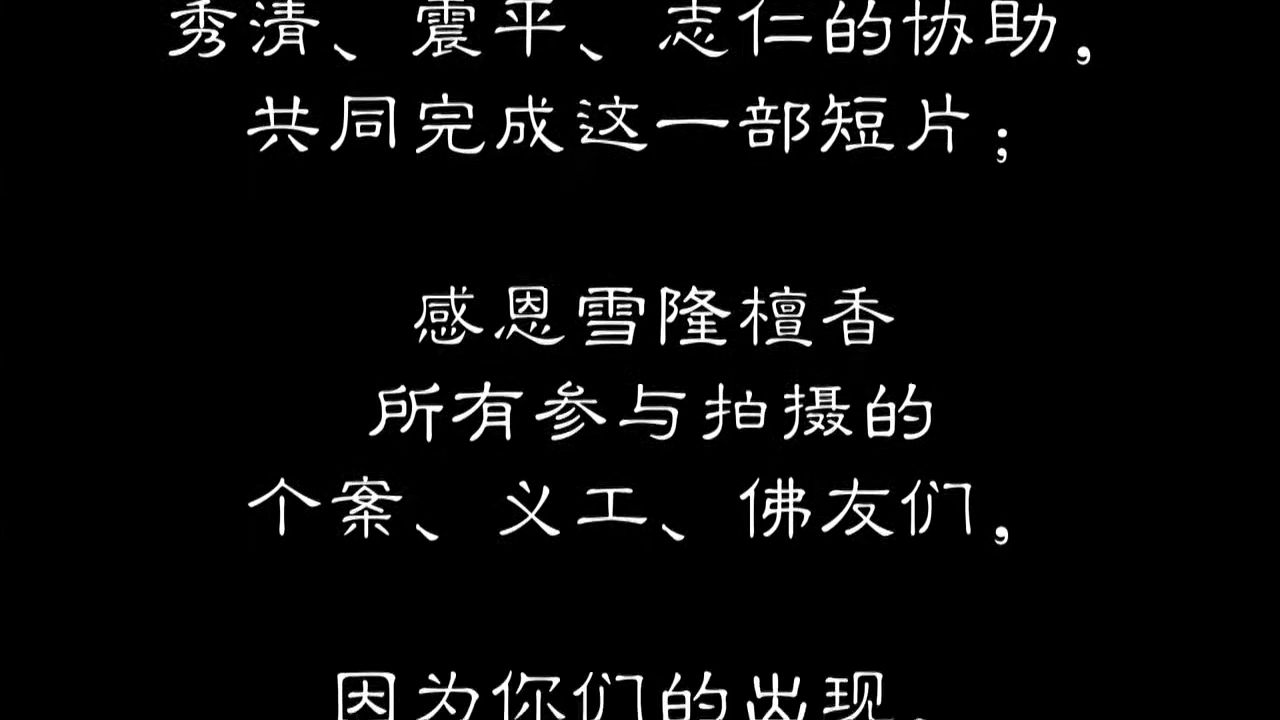 秀清、震平、志仁的协助，
共同完成这一部短片；
感恩雪隆檀香
所有参与拍摄的
个案、义工、佛友们，
因为你们的出现，